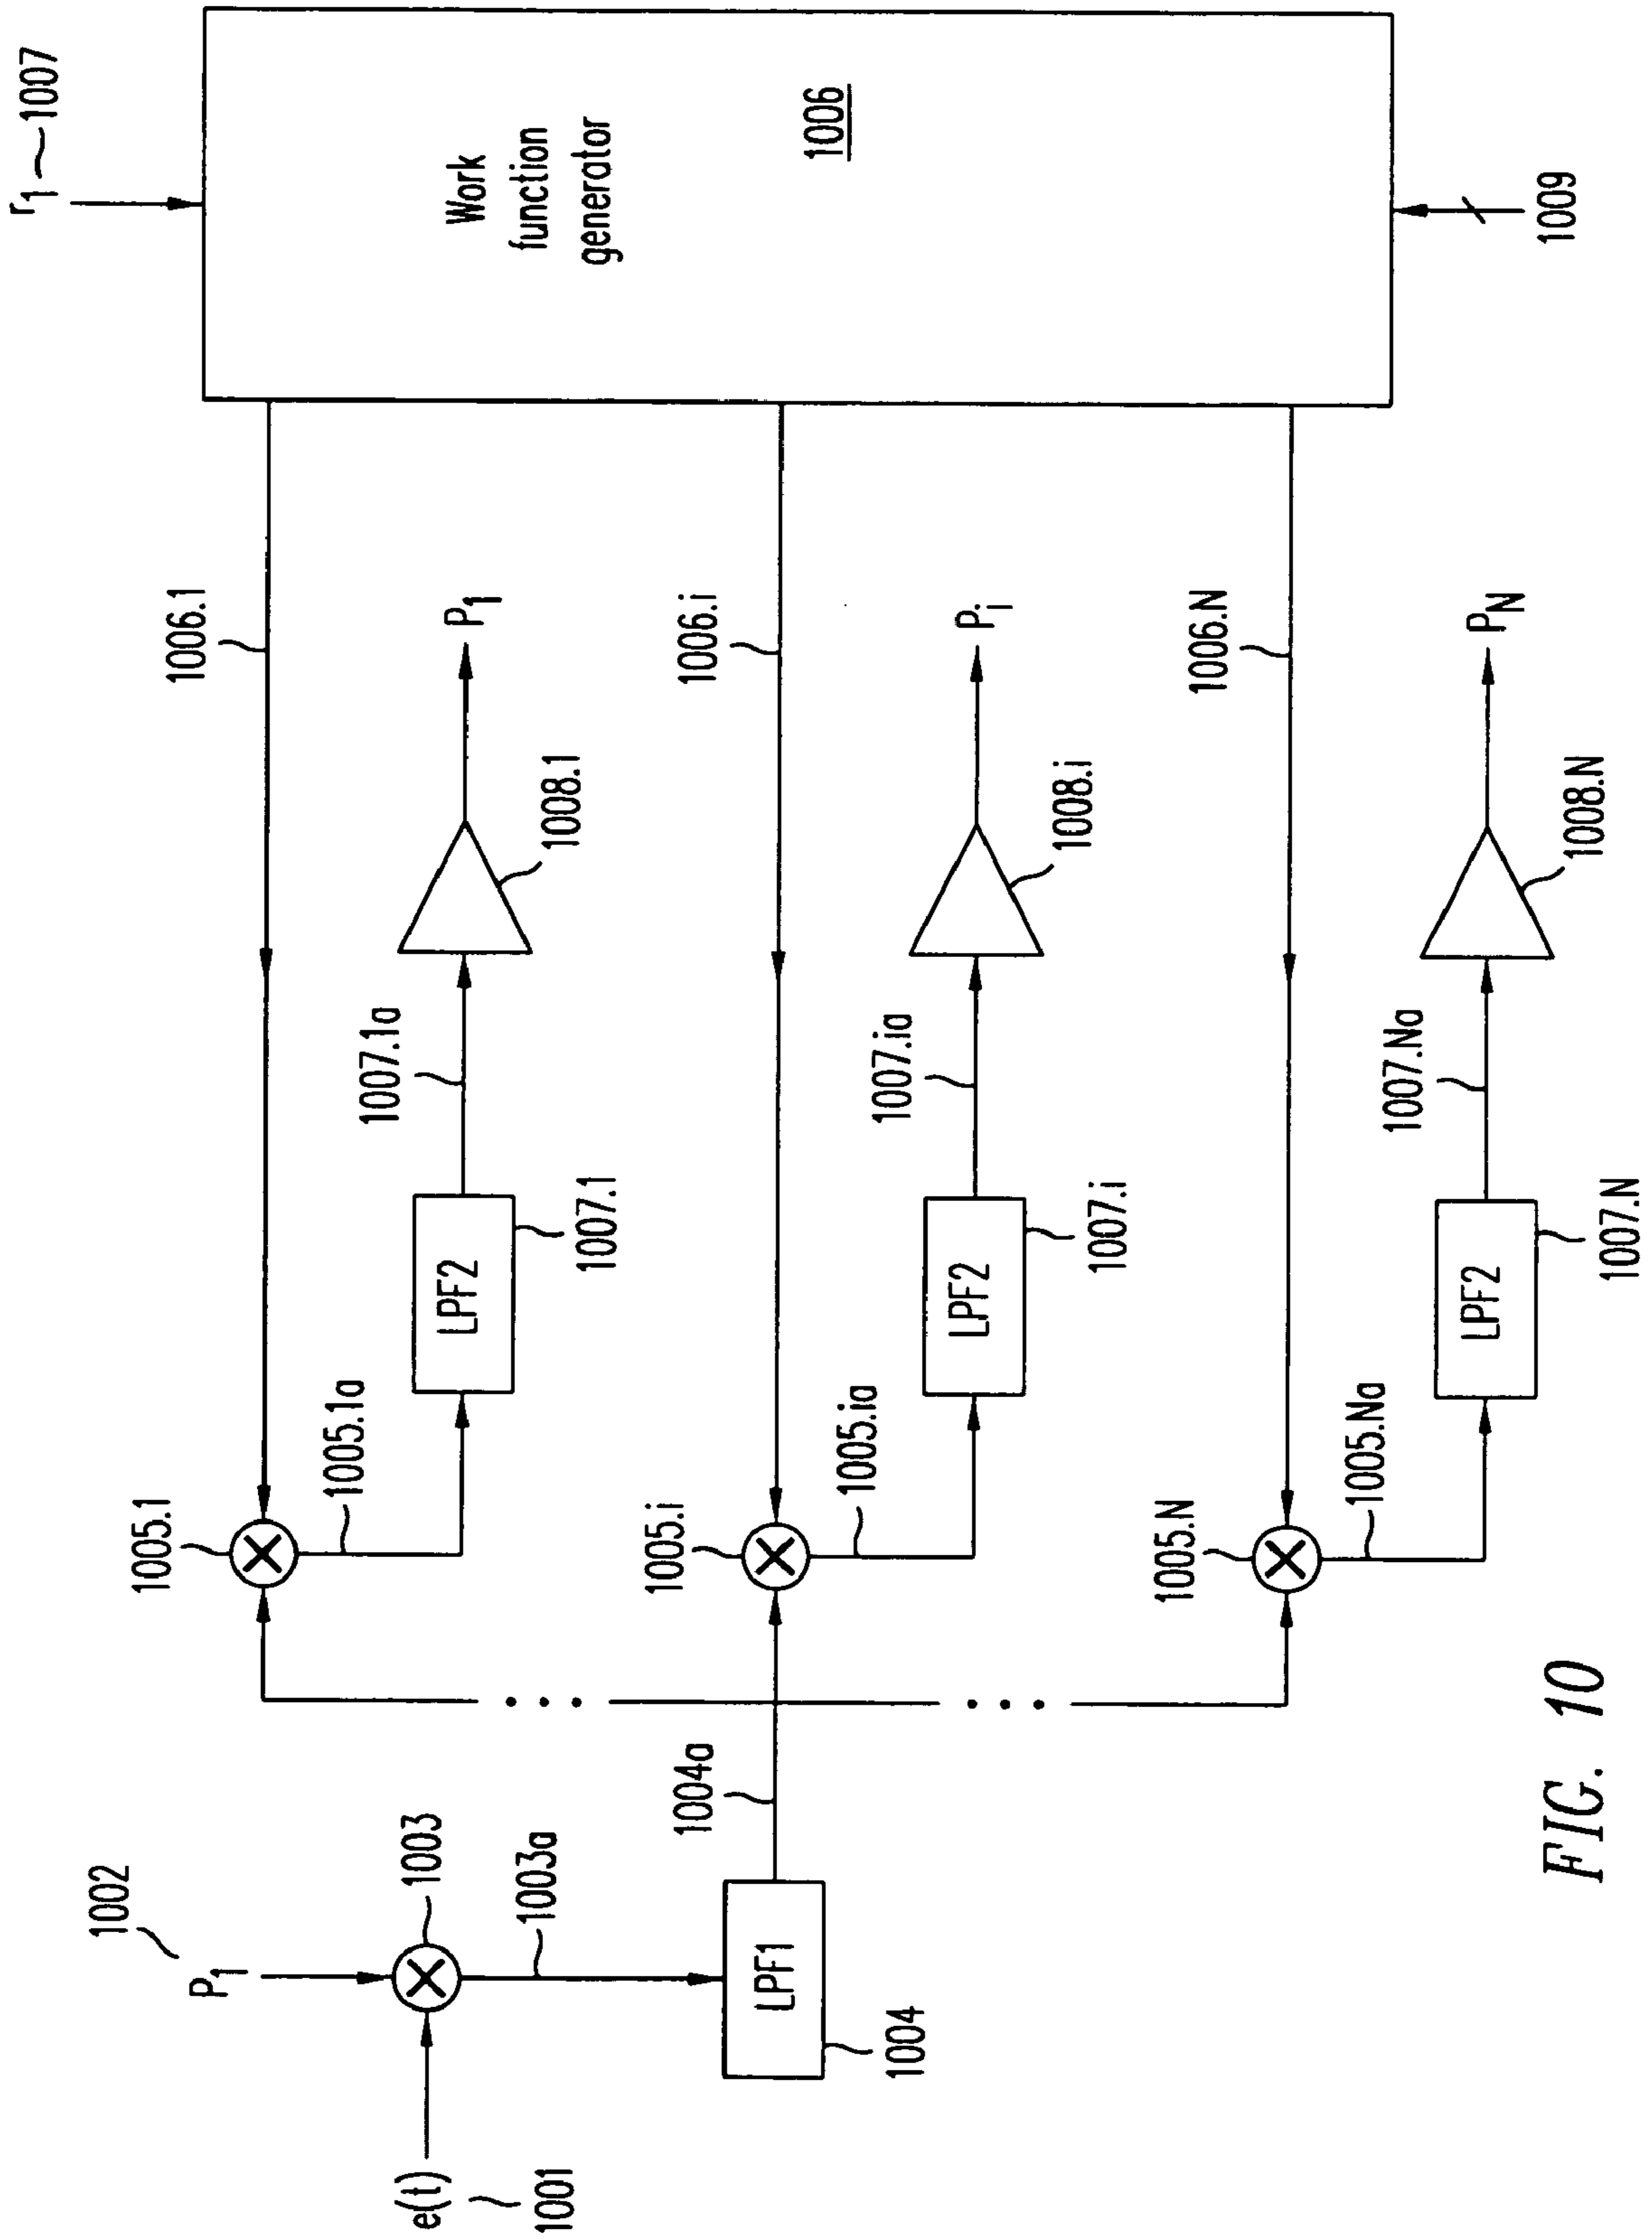 r1 1007
Work
function
generator
1006
1009
1006.1
P1
1008.1
1007.1a
LPF2
1007.1
1005.1a
1005.1
1006.i
Pi
1008.i
1007.ia
LPF2
1007.i
1005.ia
1005.i
1006.N
PN
1008.N
1007.Na
LPF2
1007.N
1005.Na
1005.N
1004a
1002
P1
1003
1003a
LPF1
1004
e(t)
1001
FIG. 10